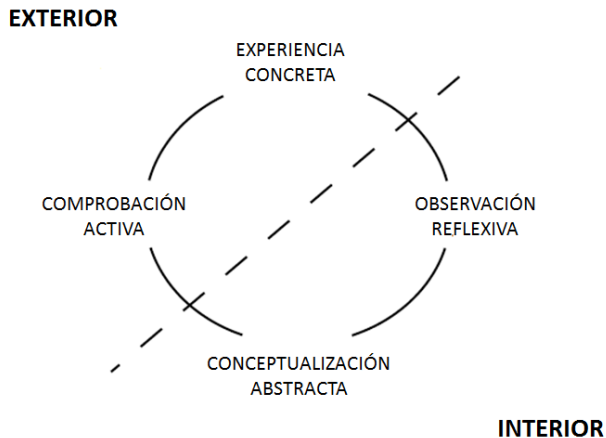 EXTERIOR
EXPERIENCIA
CONCRETA
COMPROBACIÓN
ACTIVA
OBSERVACIÓN
REFLEXIVA
CONCEPTUALIZACIÓN
ABSTRACTA
INTERIOR